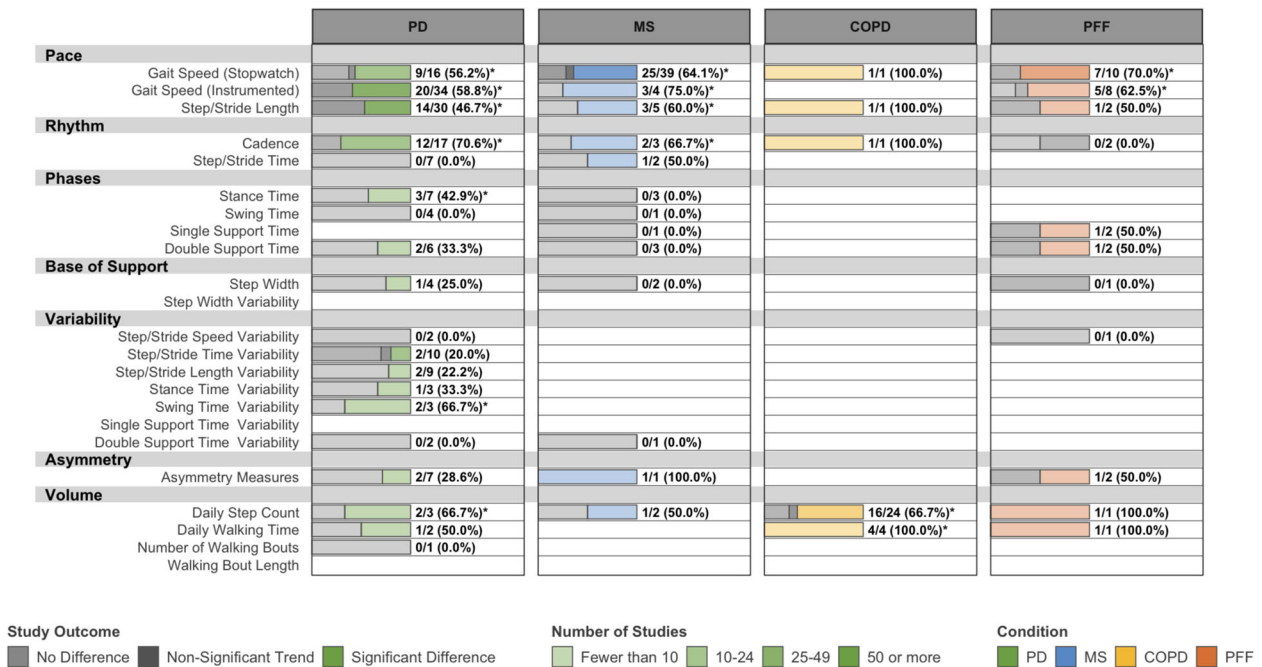 PD MS COPD PFF
Pace
Gait Speed (Stopwatch) 9/16 (56.2%)* 25/39 (64.1%)* 1/1 (100.0%) 7/10 (70.0%)*
Gait Speed (Instrumented) 20/34 (58.8%)* 3/4 (75.0%)* 5/8 (62.5%)*
Step/Stride Length 14/30 (46.7%)* 3/5 (60.0%)* 1/1 (100.0%) 1/2 (50.0%)
Rhythm
Cadence 12/17 (70.6%)* 2/3 (66.7%)* 1/1 (100.0%) 0/2 (0.0%)
Step/Stride Time 0/7 (0.0%) 1/2 (50.0%)
Phases
Stance Time 3/7 (42.9%)* 0/3 (0.0%)
Swing Time 0/4 (0.0%) 0/1 (0.0%)
Single Support Time 0/1 (0.0%) 1/2 (50.0%)
Double Support Time 2/6 (33.3%) 0/3 (0.0%) 1/2 (50.0%)
Base of Support
Step Width 1/4 (25.0%) 0/2 (0.0%) 0/1 (0.0%)
Step Width Variability
Variability
Step/Stride Speed Variability 0/2 (0.0%) 0/1 (0.0%)
Step/Stride Time Variability 2/10 (20.0%)
Step/Stride Length Variability 2/9 (22.2%)
Stance Time Variability 1/3 (33.3%)
Swing Time Variability 2/3 (66.7%)*
Single Support Time Variability
Double Support Time Variability 0/2 (0.0%) 0/1 (0.0%)
Asymmetry
Asymmetry Measures 2/7 (28.6%) 1/1 (100.0%) 1/2 (50.0%)
Volume
Daily Step Count 2/3 (66.7%)* 1/2 (50.0%) 16/24 (66.7%)* 1/1 (100.0%)
Daily Walking Time 1/2 (50.0%) 4/4 (100.0%)* 1/1 (100.0%)
Number of Walking Bouts 0/1 (0.0%)
Walking Bout Length
Study Outcome Number of Studies Condition
No Difference Non-Significant Trend Significant Difference Fewer than 10 10-24 25-49 50 or more PD MS COPD PFF